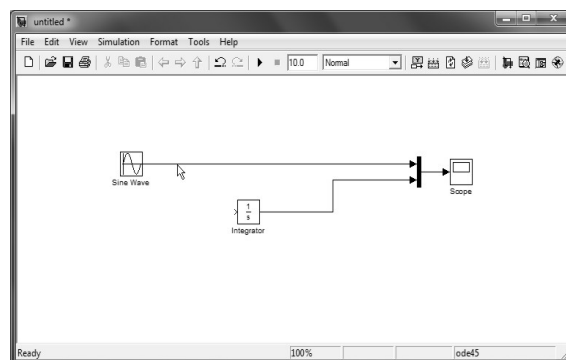 untitled *
File Edit View Simulation Format Tools Help
10.0 Normal
Sine Wave
Scope
1
s
Integrator
Ready 100% ode45